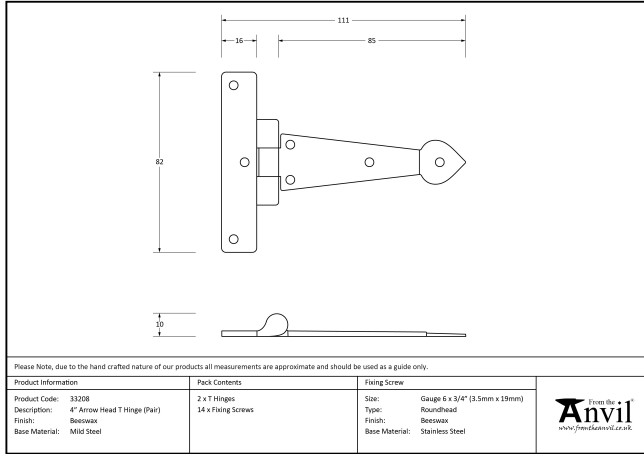 111
16
85
82
10
Please Note, due to the hand crafted nature of our products all measurements are approximate and should be used as a guide only.
Product Information
Product Code: 33208
Description: 4" Arrow Head T Hinge (Pair)
Finish: Beeswax
Base Material: Mild Steel
Pack Contents
2 x T Hinges
14 x Fixing Screws
Fixing Screw
Size: Gauge 6 x 3/4" (3.5mm x 19mm)
Type: Roundhead
Finish: Beeswax
Base Material: Stainless Steel
From the
Anvil
www.fromtheanvil.co.uk